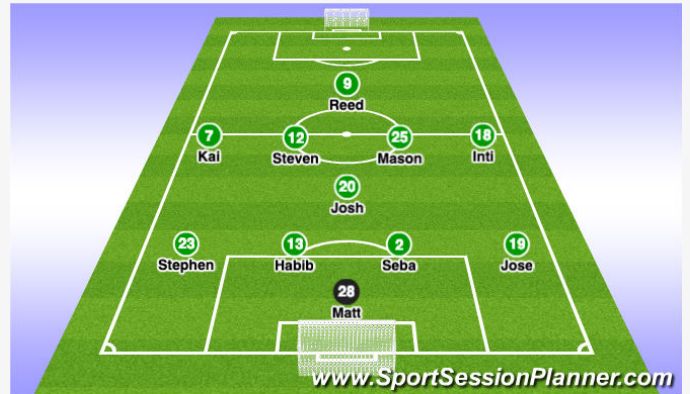 9
Reed
7
Kai
12
Steven
25
Mason
18
Inti
20
Josh
23
Stephen
13
Habib
2
Seba
19
Jose
28
Matt
www.SportSessionPlanner.com